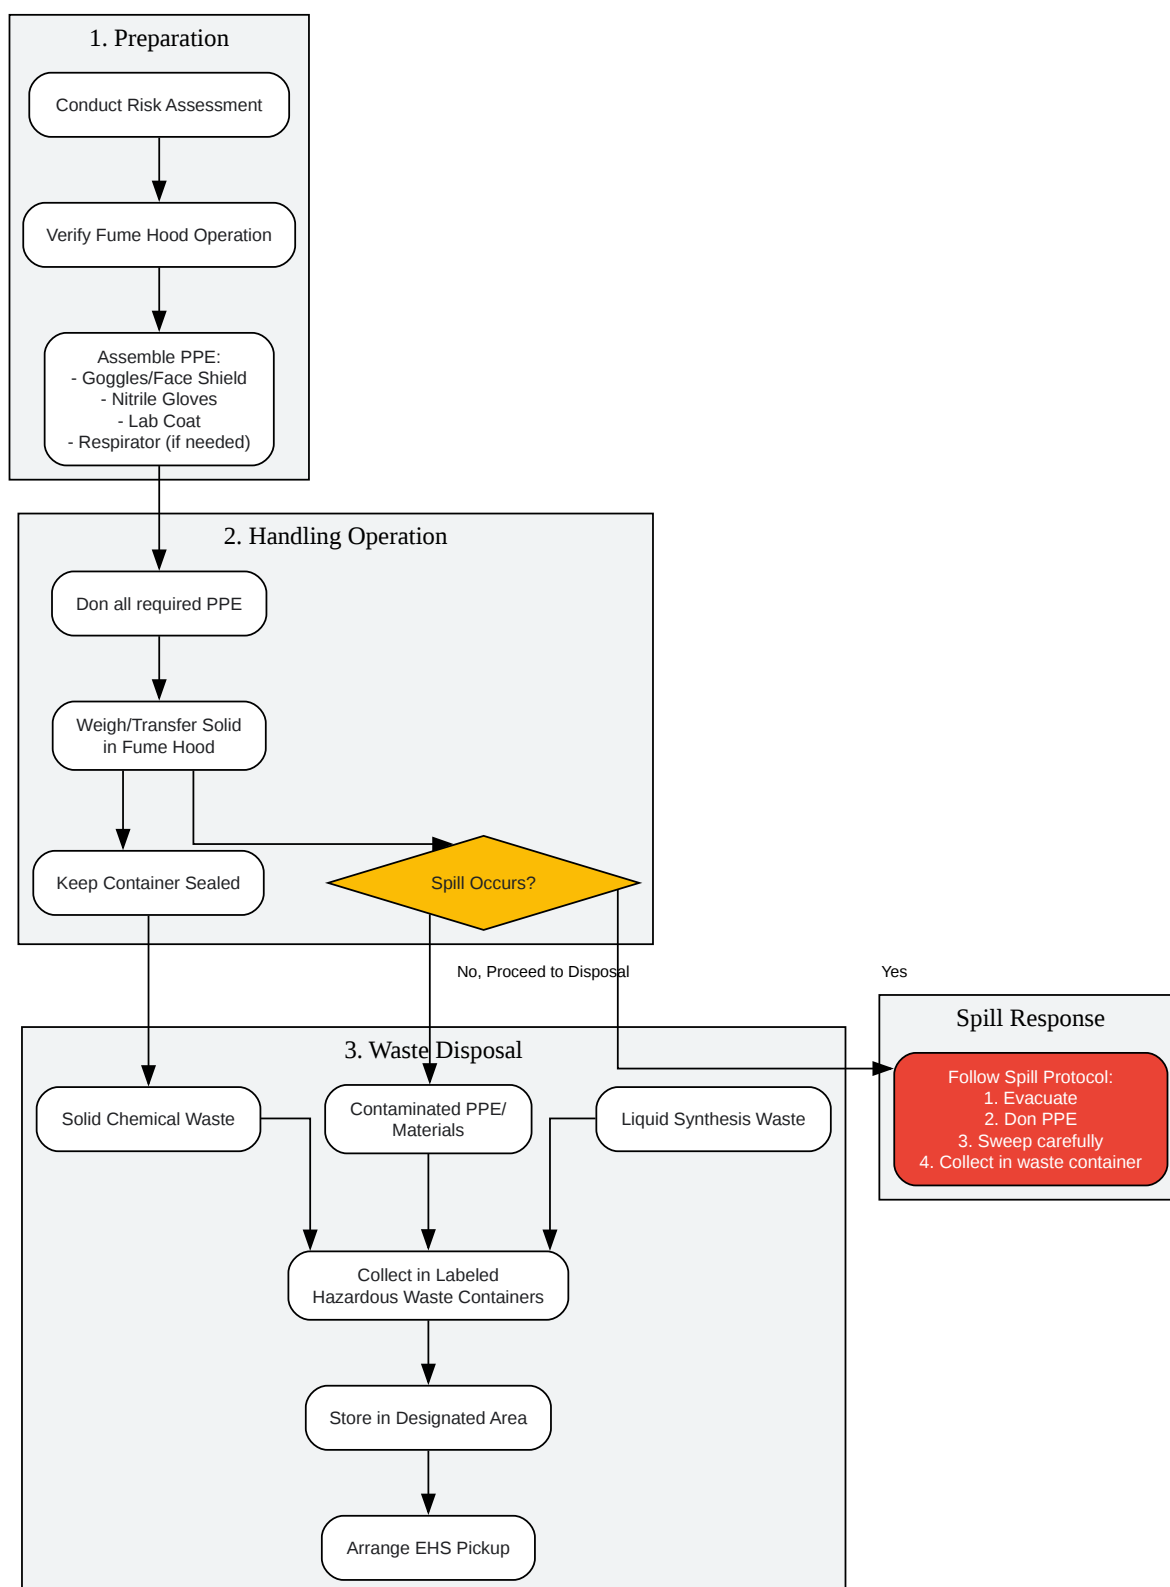 1. Preparation
Conduct Risk Assessment
Verify Fume Hood Operation
Assemble PPE:
- Goggles/Face Shield
- Nitrile Gloves
- Lab Coat
- Respirator (if needed)
2. Handling Operation
Don all required PPE
Weigh/Transfer Solid
in Fume Hood
Keep Container Sealed
Spill Occurs?
No, Proceed to Disposal
Yes
Spill Response
Follow Spill Protocol:
1. Evacuate
2. Don PPE
3. Sweep carefully
4. Collect in waste container
3. Waste Disposal
Solid Chemical Waste
Contaminated PPE/
Materials
Liquid Synthesis Waste
Collect in Labeled
Hazardous Waste Containers
Store in Designated Area
Arrange EHS Pickup